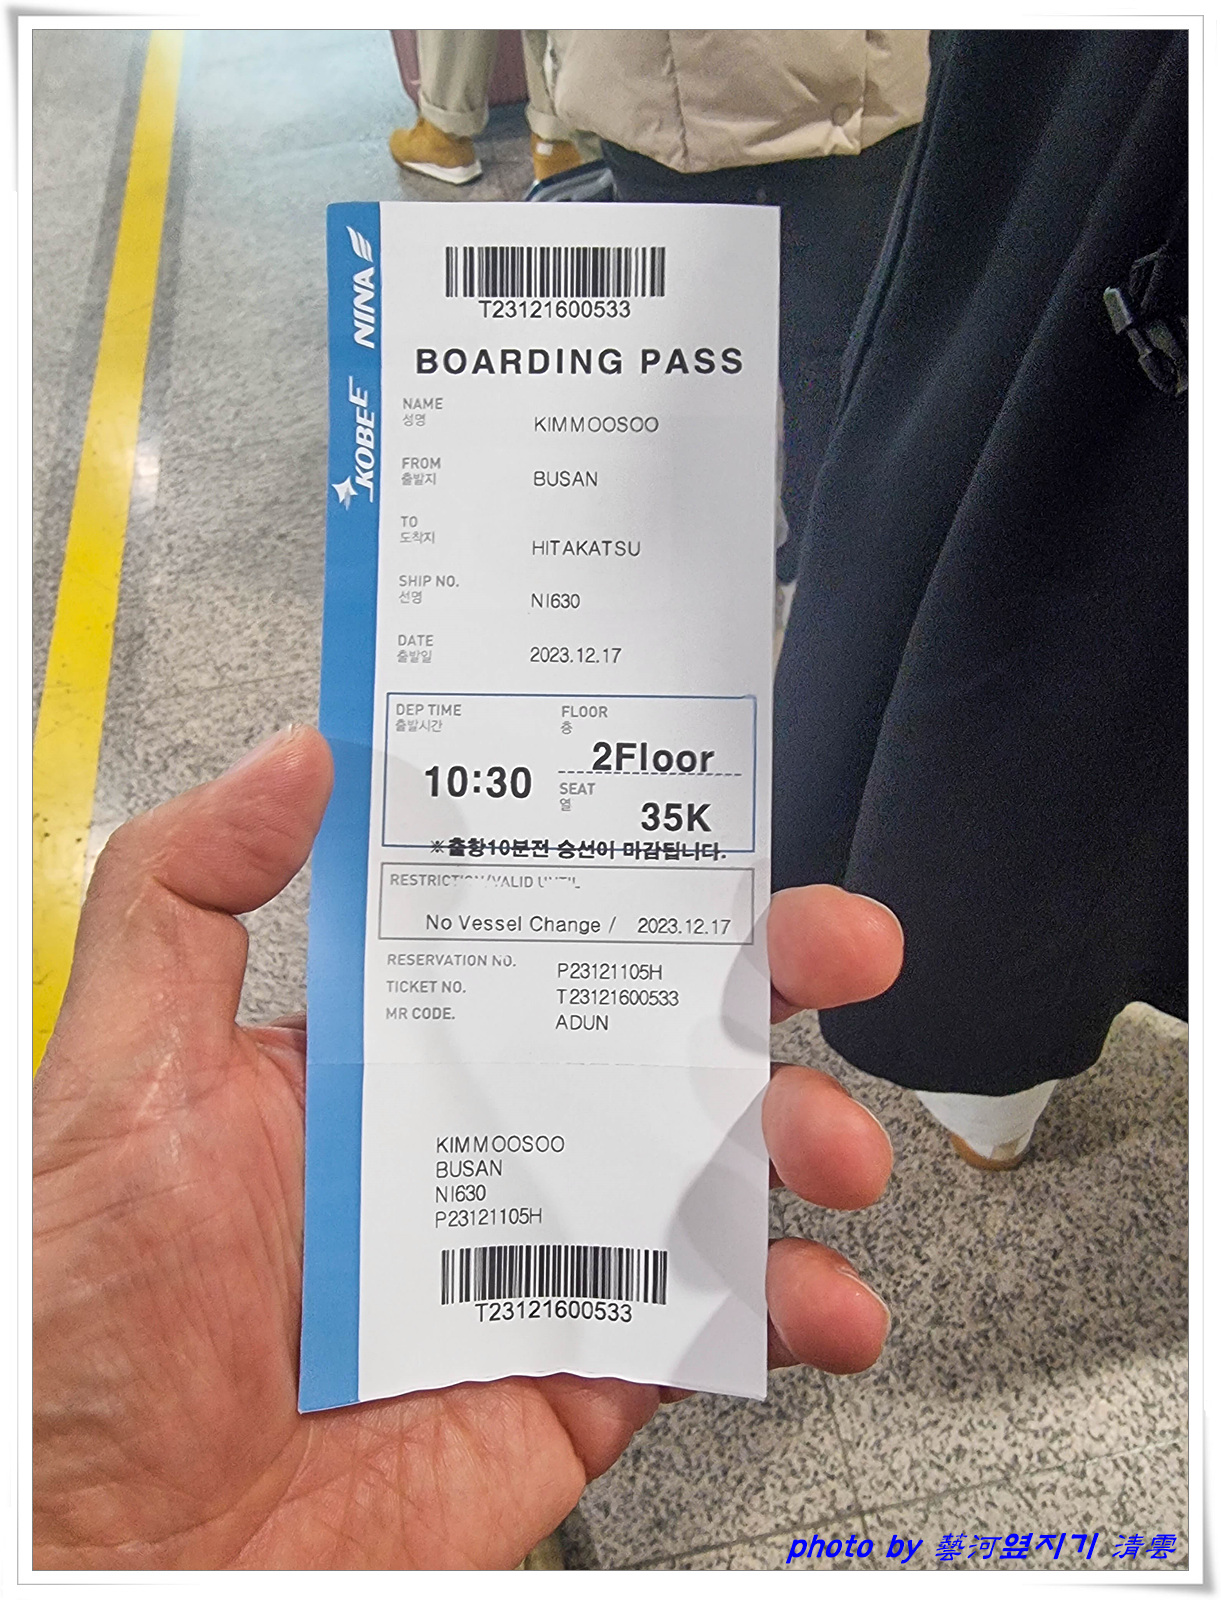 NINA
KOBEE
T23121600533
BOARDING PASS
NAME
성명
KIMMOOSOO
FROM
출발지
BUSAN
TO
도착지
HITAKATSU
SHIP NO.
선명
NI630
DATE
출발일
2023.12.17
DEP TIME
출발시간
10:30
FLOOR
층
2Floor
SEAT
열
35K
※출항10분전 승선이 마감됩니다.
RESTRICTION/VALID UNTIL
No Vessel Change / 2023.12.17
RESERVATION NO. P23121105H
TICKET NO. T23121600533
MR CODE. ADUN
KIMMOOSOO
BUSAN
NI630
P23121105H
T23121600533
photo by 藝河옆지기 清雲